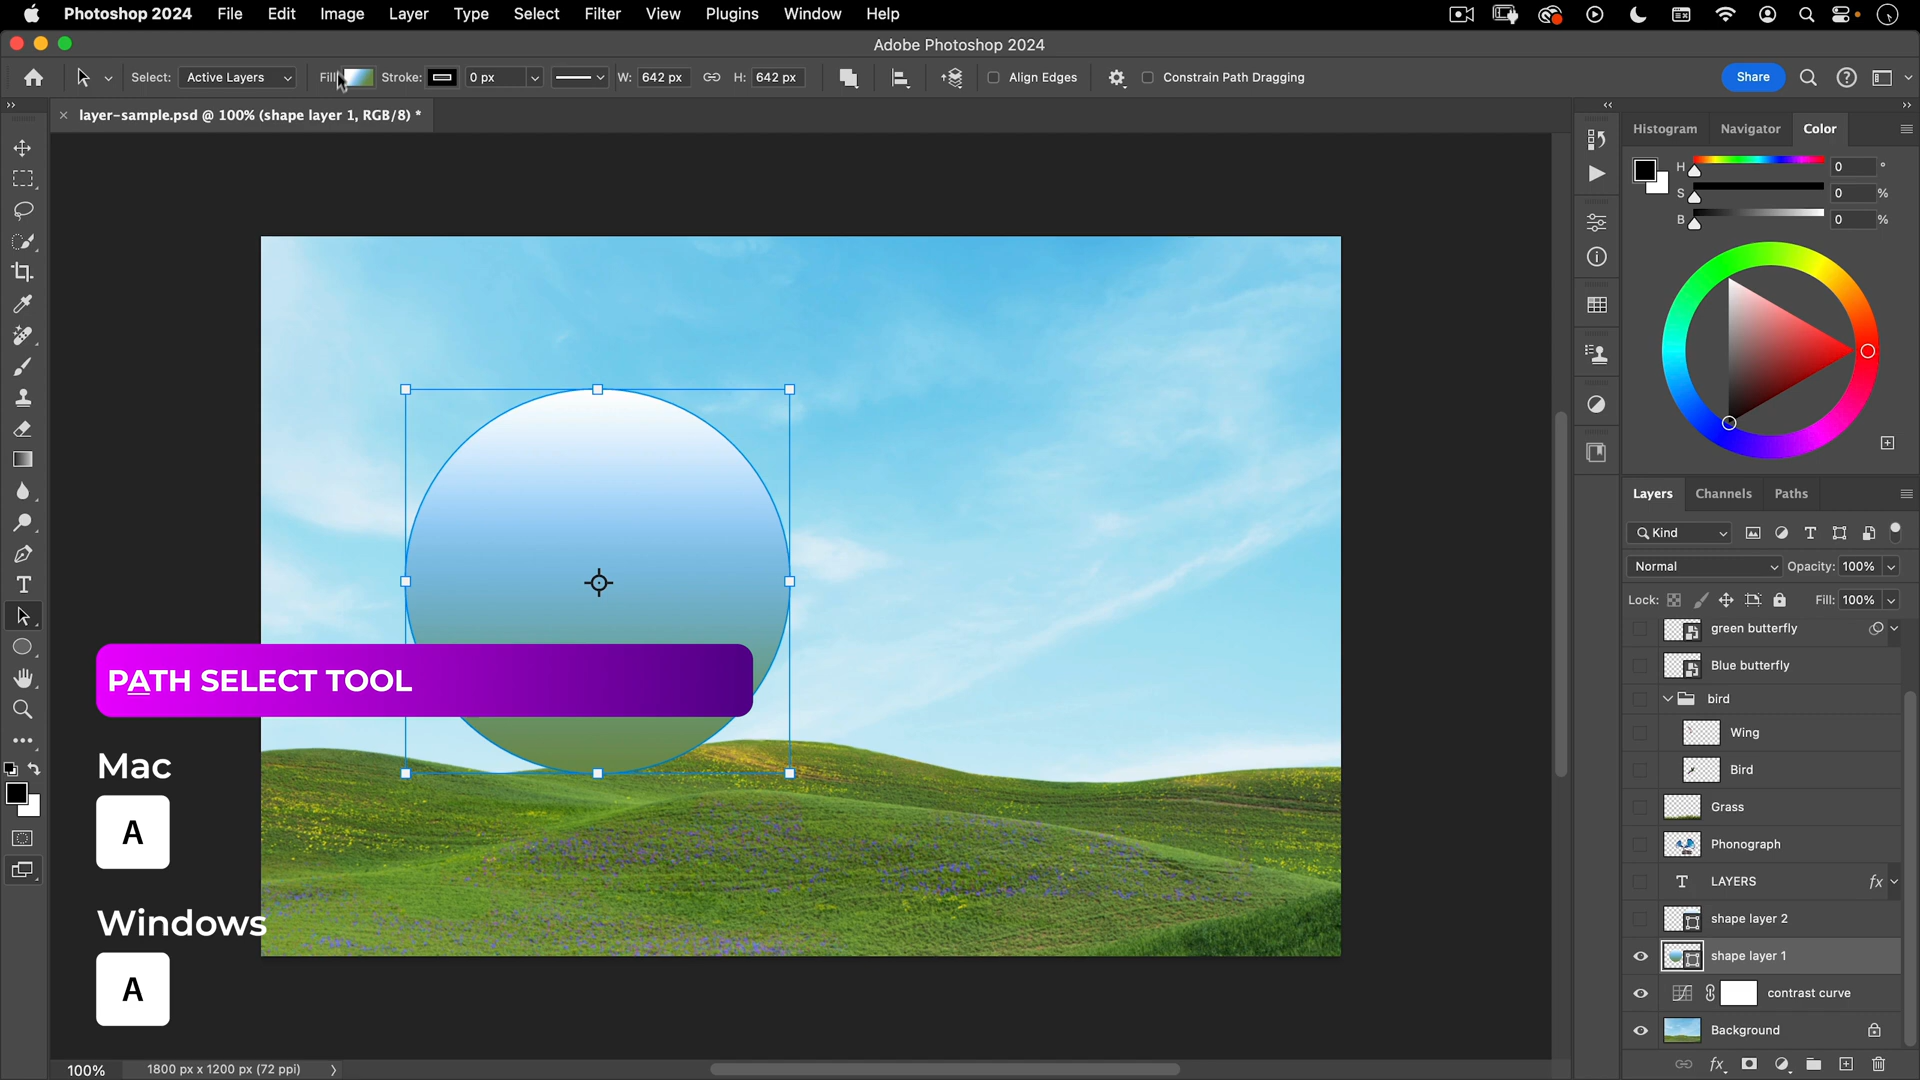 Photoshop 2024 File Edit Image Layer Type Select Filter View Plugins Window Help
Adobe Photoshop 2024
Select: Active Layers Fill: Stroke: 0 px W: 642 px H: 642 px Align Edges Constrain Path Dragging Share
layer-sample.psd @ 100% (shape layer 1, RGB/8) *
Histogram Navigator Color
H 0 °
S 0 %
B 0 %
Layers Channels Paths
Kind
Normal Opacity: 100%
Lock: Fill: 100%
green butterfly
Blue butterfly
bird
Wing
Bird
Grass
Phonograph
T LAYERS fx
shape layer 2
shape layer 1
contrast curve
Background
fx
PATH SELECT TOOL
Mac
A
Windows
A
100% 1800 px x 1200 px (72 ppi)